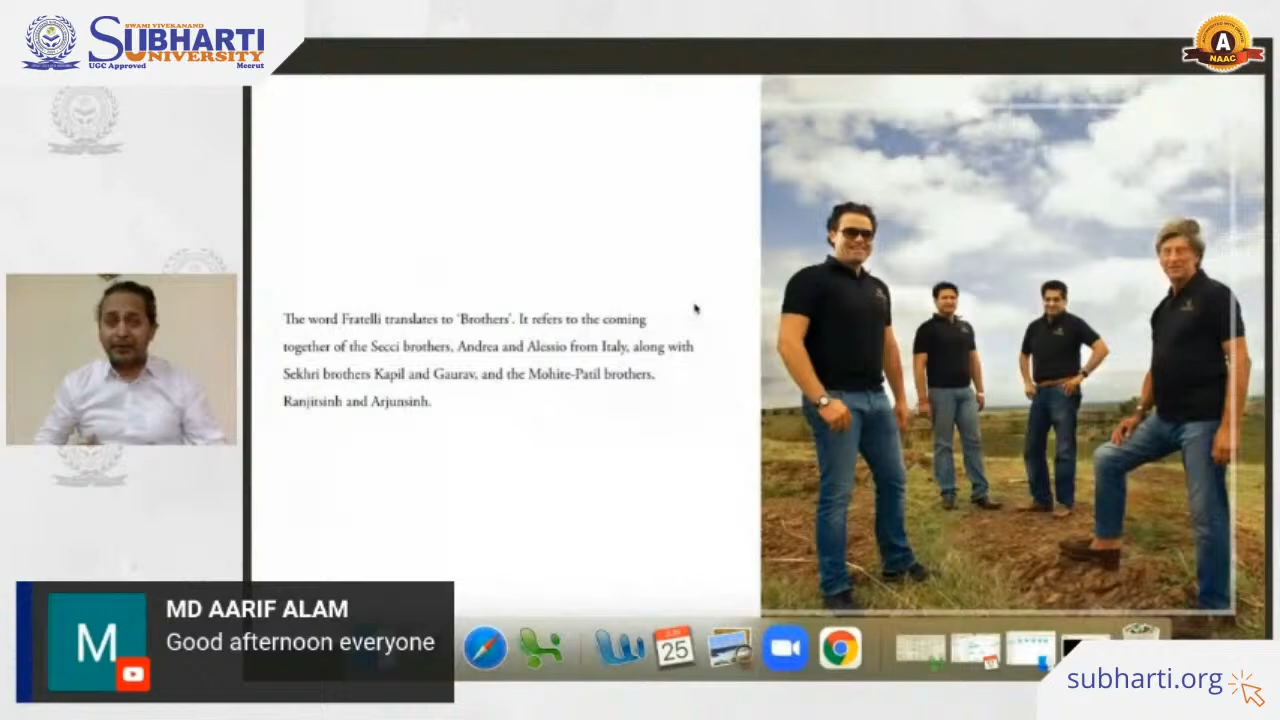 SWAMI VIVEKANAND
SUBHARTI
UNIVERSITY
UGC Approved
Meerut
A
NAAC
The word Fratelli translates to ‘Brothers’. It refers to the coming
together of the Secci brothers, Andrea and Alessio from Italy, along with
Sekhri brothers Kapil and Gaurav, and the Mohite-Patil brothers,
Ranjitsinh and Arjunsinh.
M
MD AARIF ALAM
Good afternoon everyone
JUN
25
subharti.org